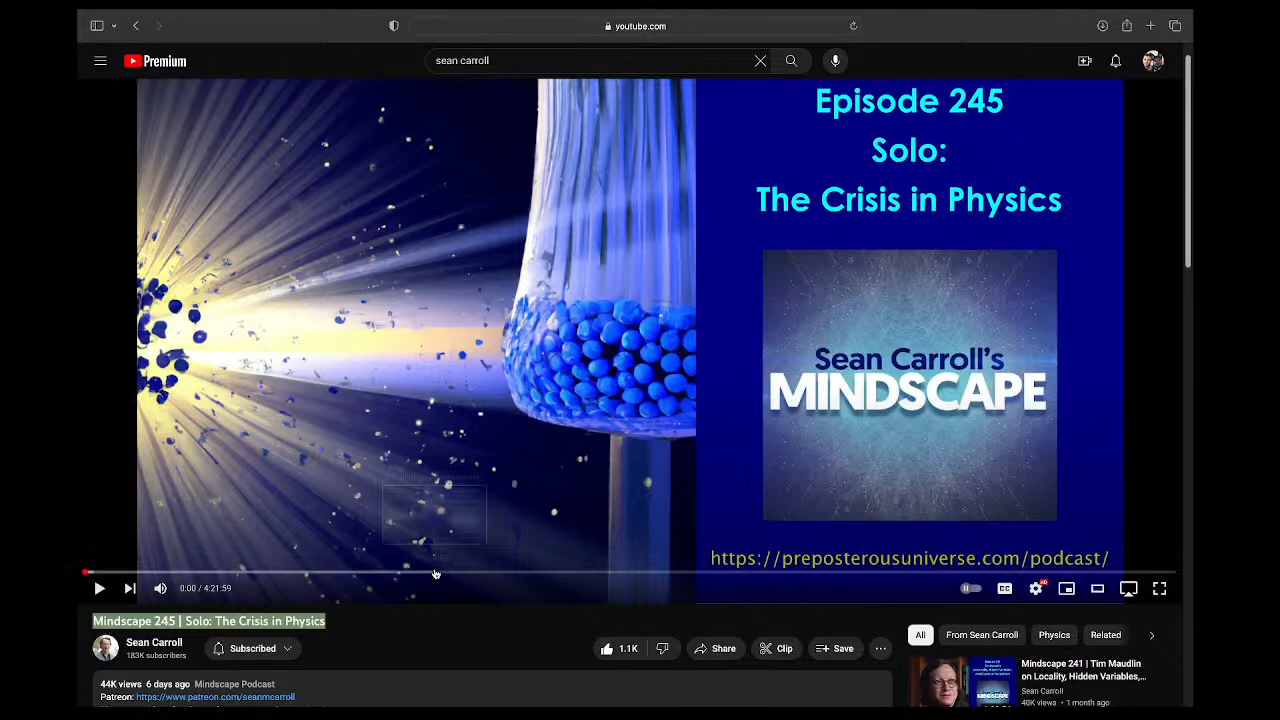 youtube.com
Premium
sean carroll
Episode 245
Solo:
The Crisis in Physics
Sean Carroll's
MINDSCAPE
https://preposterousuniverse.com/podcast/
0:00 / 4:21:59
CC
HD
Mindscape 245 | Solo: The Crisis in Physics
Sean Carroll
183K subscribers
Subscribed
1.1K
Share
Clip
Save
All
From Sean Carroll
Physics
Related
44K views 6 days ago Mindscape Podcast
Patreon: https://www.patreon.com/seanmcarroll
Mindscape 241 | Tim Maudlin
on Locality, Hidden Variables,...
Sean Carroll
40K views • 1 month ago